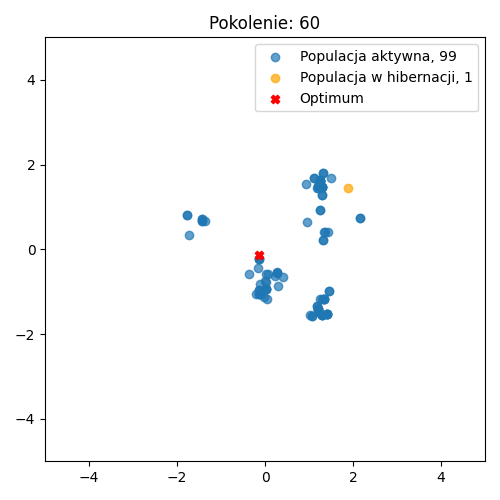 Pokolenie: 60
Populacja aktywna, 99
Populacja w hibernacji, 1
Optimum
4
2
0
−2
−4
−4
−2
0
2
4